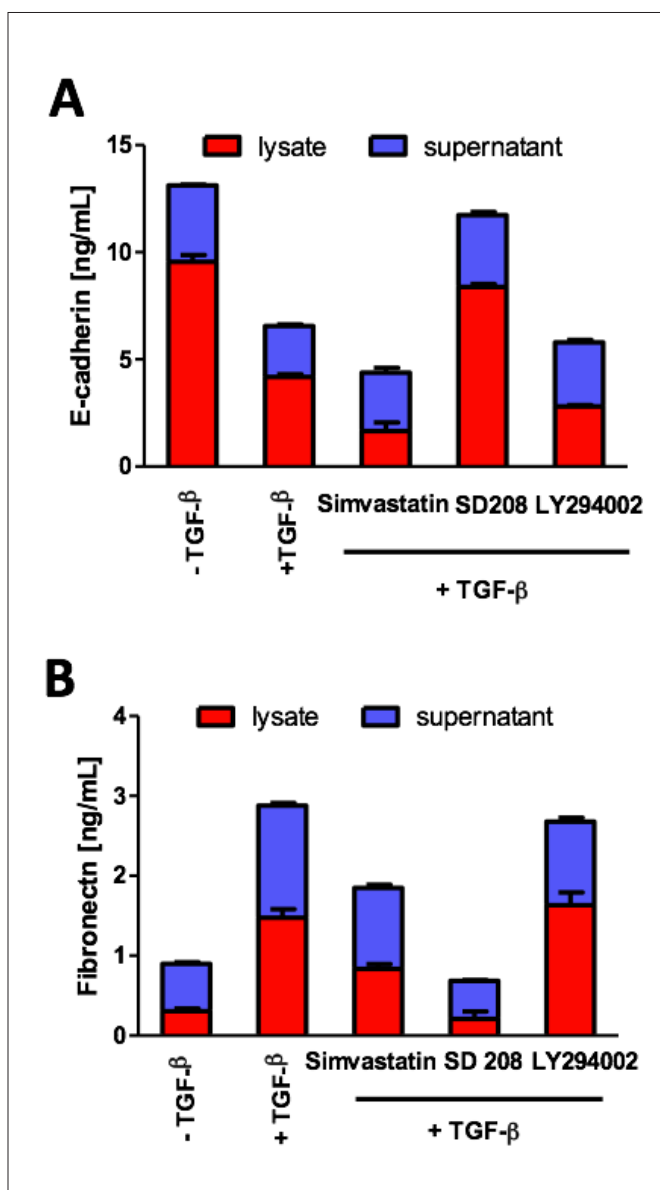 A
15
lysate supernatant
10
5
0
E-cadherin [ng/mL]
- TGF-β
+TGF-β
Simvastatin SD208 LY294002
+ TGF-β
B
4
lysate supernatant
3
2
1
0
Fibronectn [ng/mL]
- TGF-β
+ TGF-β
Simvastatin SD 208 LY294002
+ TGF-β